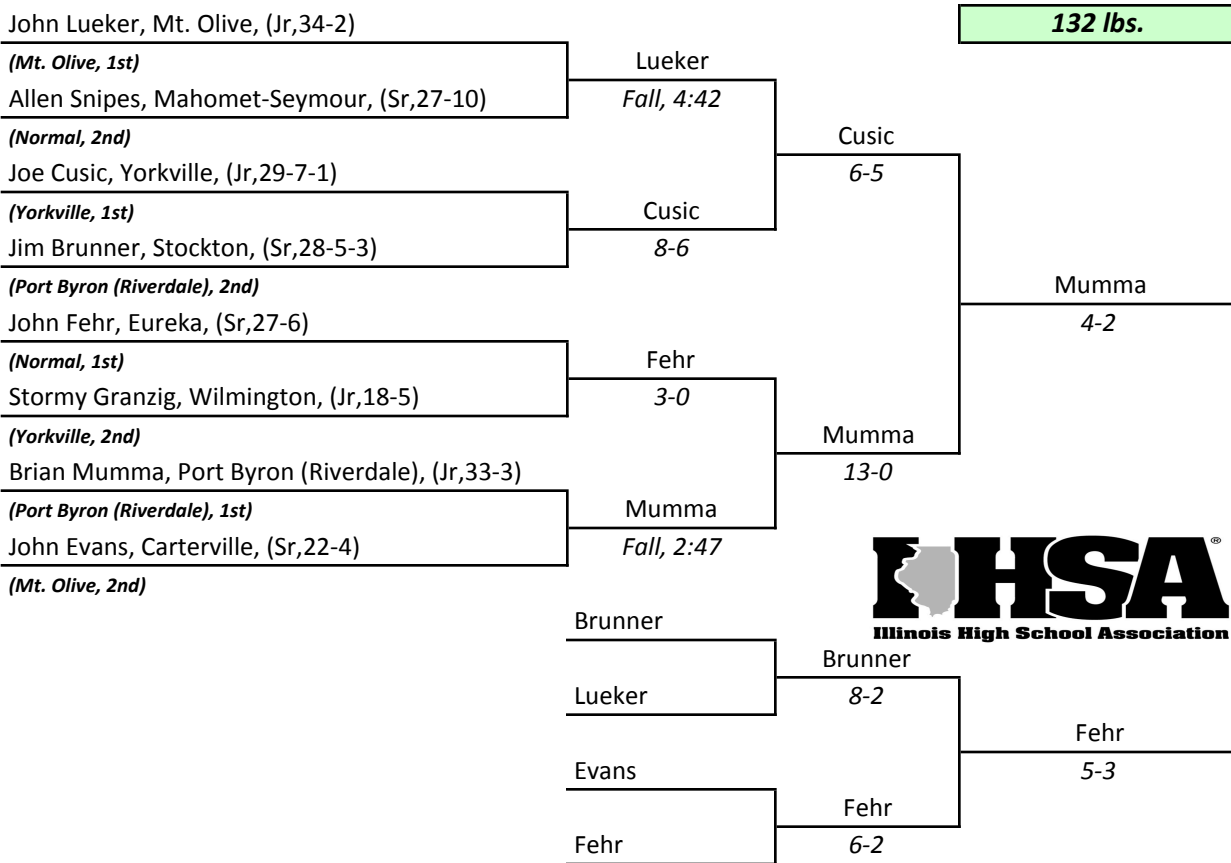 John Lueker, Mt. Olive, (Jr,34-2)
132 lbs.
(Mt. Olive, 1st)
Lueker
Allen Snipes, Mahomet-Seymour, (Sr,27-10)
Fall, 4:42
(Normal, 2nd)
Cusic
Joe Cusic, Yorkville, (Jr,29-7-1)
6-5
(Yorkville, 1st)
Cusic
Jim Brunner, Stockton, (Sr,28-5-3)
8-6
(Port Byron (Riverdale), 2nd)
Mumma
John Fehr, Eureka, (Sr,27-6)
4-2
(Normal, 1st)
Fehr
Stormy Granzig, Wilmington, (Jr,18-5)
3-0
(Yorkville, 2nd)
Mumma
Brian Mumma, Port Byron (Riverdale), (Jr,33-3)
13-0
(Port Byron (Riverdale), 1st)
Mumma
John Evans, Carterville, (Sr,22-4)
Fall, 2:47
(Mt. Olive, 2nd)
IHSA®
Illinois High School Association
Brunner
Brunner
Lueker
8-2
Fehr
Evans
5-3
Fehr
Fehr
6-2